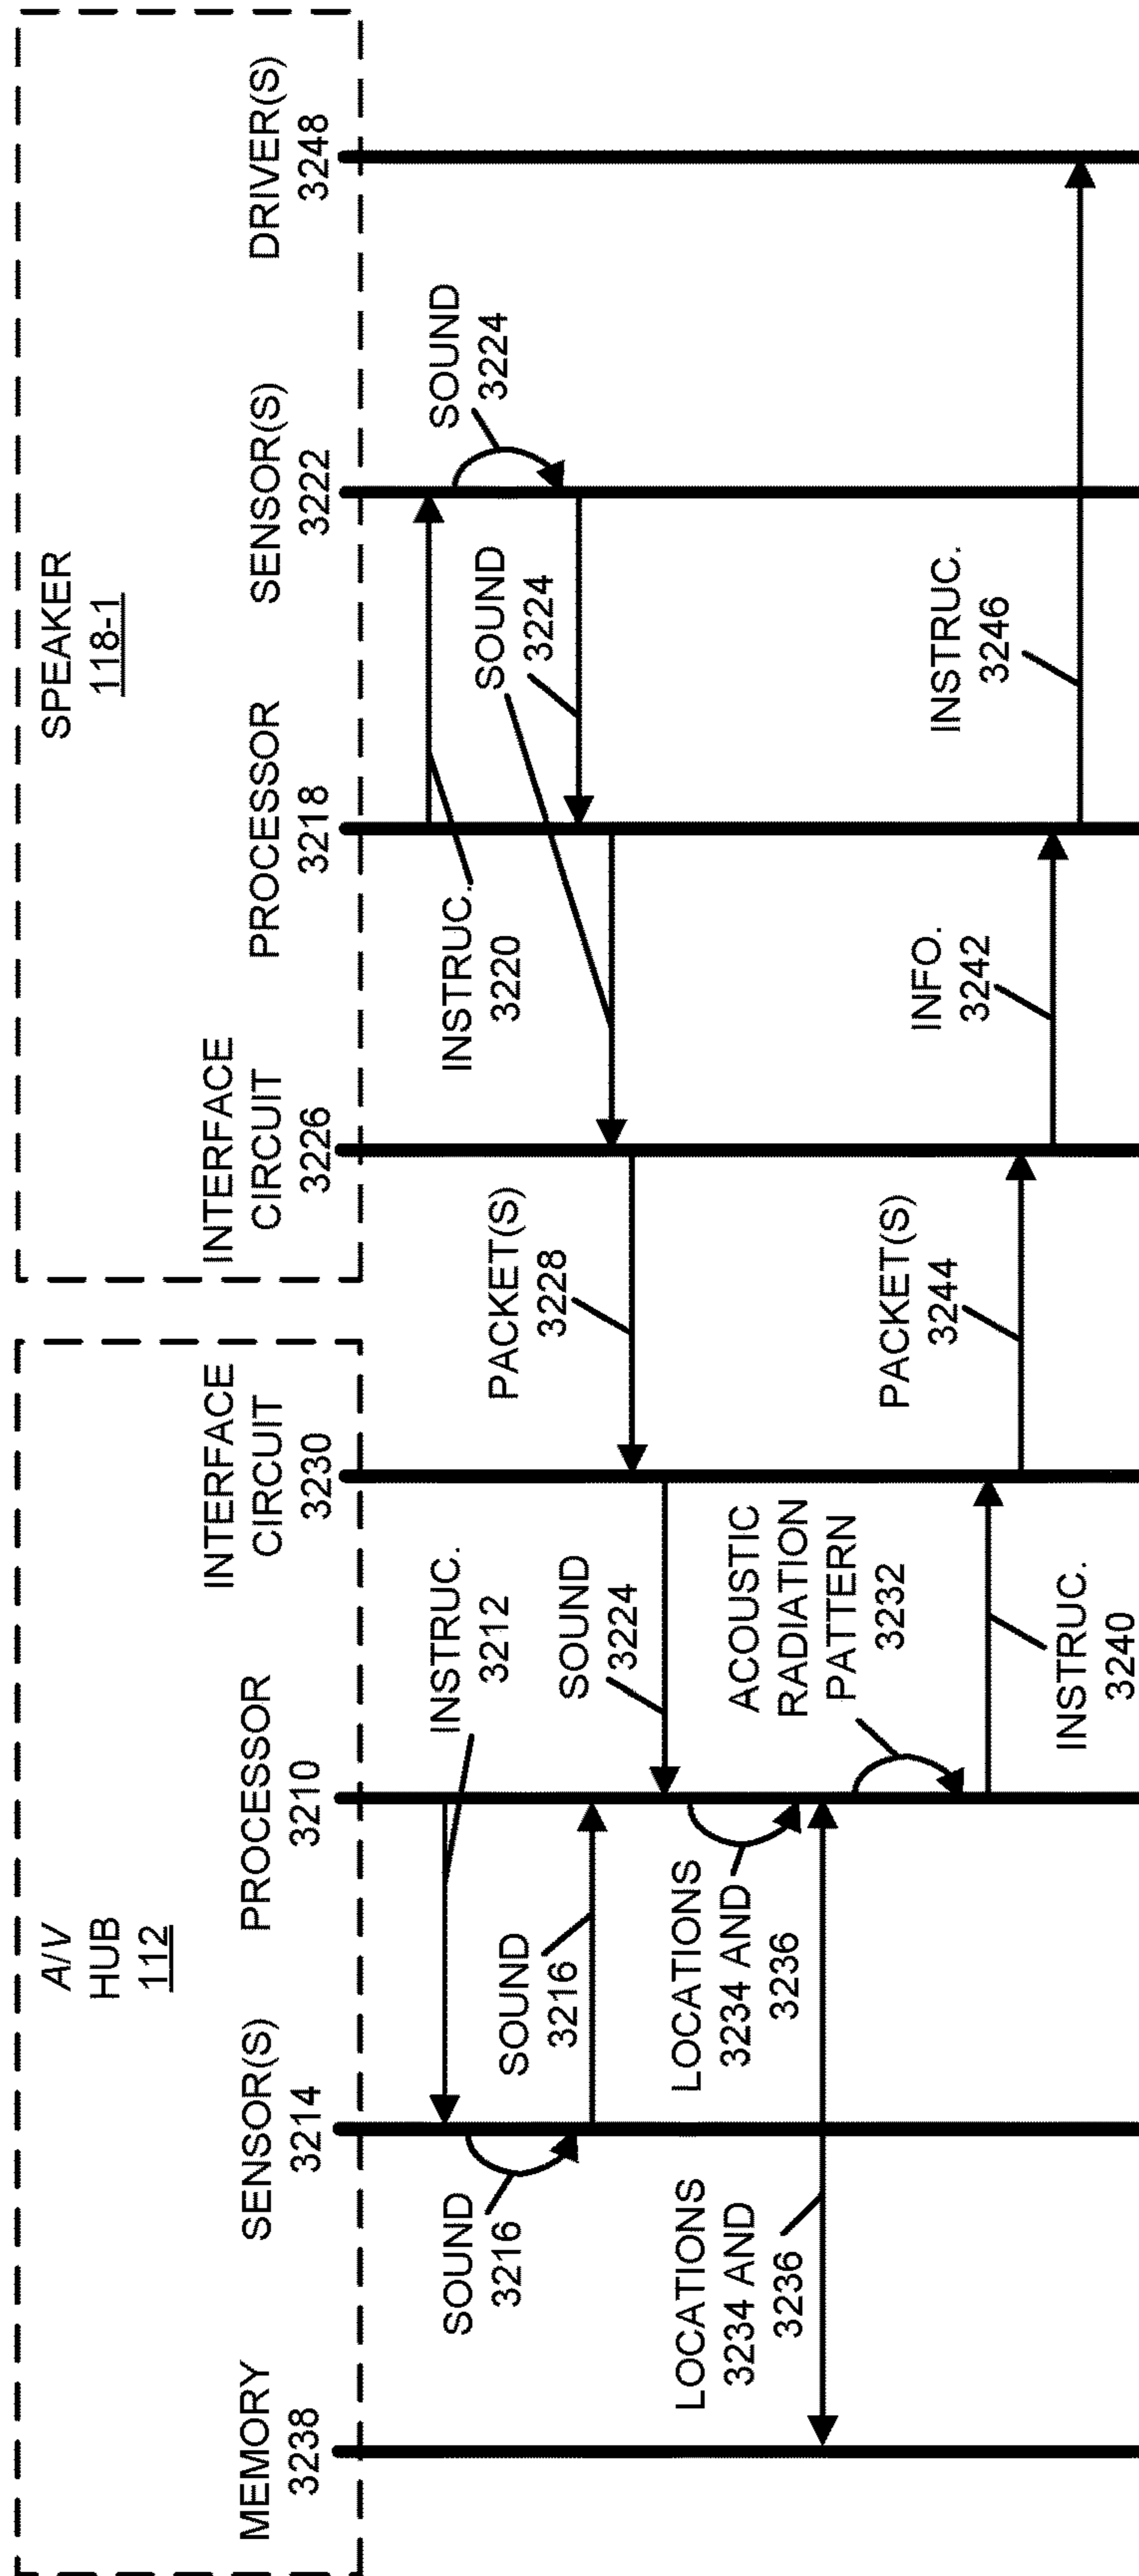 A/V
HUB
112
SPEAKER
118-1
MEMORY
3238
SENSOR(S)
3214
PROCESSOR
3210
INTERFACE
CIRCUIT
3230
INTERFACE
CIRCUIT
3226
PROCESSOR
3218
SENSOR(S)
3222
DRIVER(S)
3248
INSTRUC.
3212
SOUND
3216
SOUND
3216
INSTRUC.
3220
SOUND
3224
SOUND
3224
PACKET(S)
3228
SOUND
3224
LOCATIONS
3234 AND
3236
LOCATIONS
3234 AND
3236
ACOUSTIC
RADIATION
PATTERN
3232
INSTRUC.
3240
PACKET(S)
3244
INFO.
3242
INSTRUC.
3246